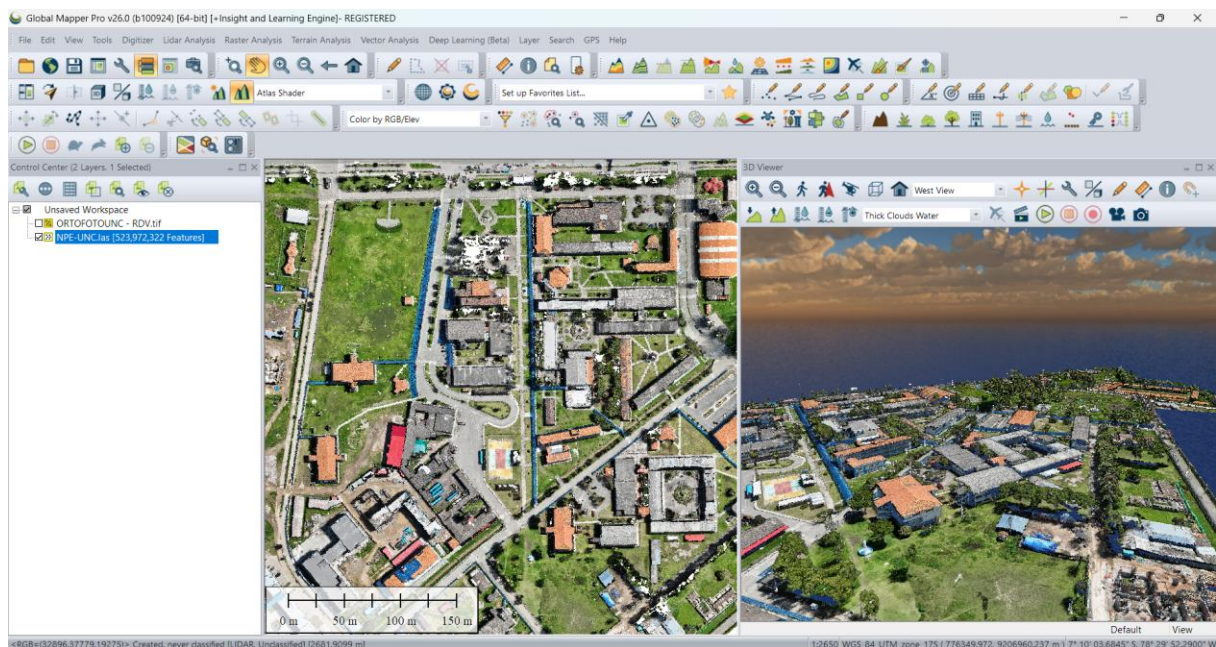 Global Mapper Pro v26.0 (b100924) [64-bit] [+Insight and Learning Engine]- REGISTERED
File Edit View Tools Digitizer Lidar Analysis Raster Analysis Terrain Analysis Vector Analysis Deep Learning (Beta) Layer Search GPS Help
Atlas Shader
Set up Favorites List...
Color by RGB/Elev
Control Center (2 Layers, 1 Selected)
Unsaved Workspace
ORTOFOTOUNC - RDV.tif
NPE-UNC.las [523,972,322 Features]
0 m 50 m 100 m 150 m
3D Viewer
West View
Thick Clouds Water
Default View
<RGB=(32896,37779,19275)> Created, never classified [LIDAR, Unclassified] [2681.9099 m]
1:2650 WGS_84_UTM_zone_17S ( 776349.972, 9206960.237 m ) 7° 10' 03.6845" S, 78° 29' 52.2900" W